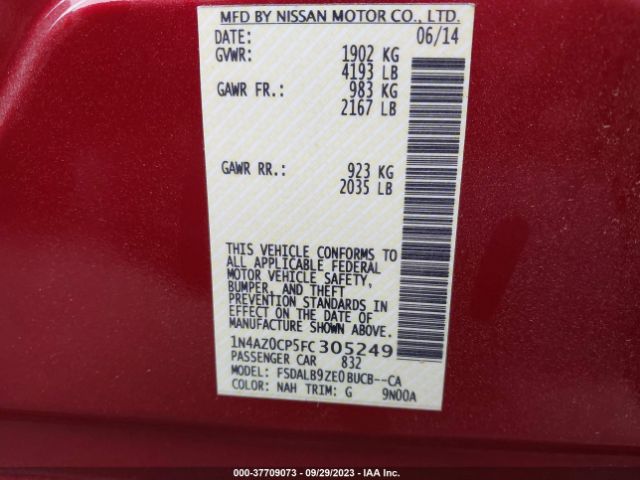 MFD BY NISSAN MOTOR CO., LTD.
DATE: 06/14
GVWR: 1902 KG
4193 LB
GAWR FR.: 983 KG
2167 LB
GAWR RR.: 923 KG
2035 LB
THIS VEHICLE CONFORMS TO
ALL APPLICABLE FEDERAL
MOTOR VEHICLE SAFETY,
BUMPER, AND THEFT
PREVENTION STANDARDS IN
EFFECT ON THE DATE OF
MANUFACTURE SHOWN ABOVE.
1N4AZ0CP5FC305249
PASSENGER CAR 832
MODEL: FSDALB9ZE0BUCB--CA
COLOR: NAH TRIM: G 9N00A
000-37709073 - 09/29/2023 - IAA Inc.